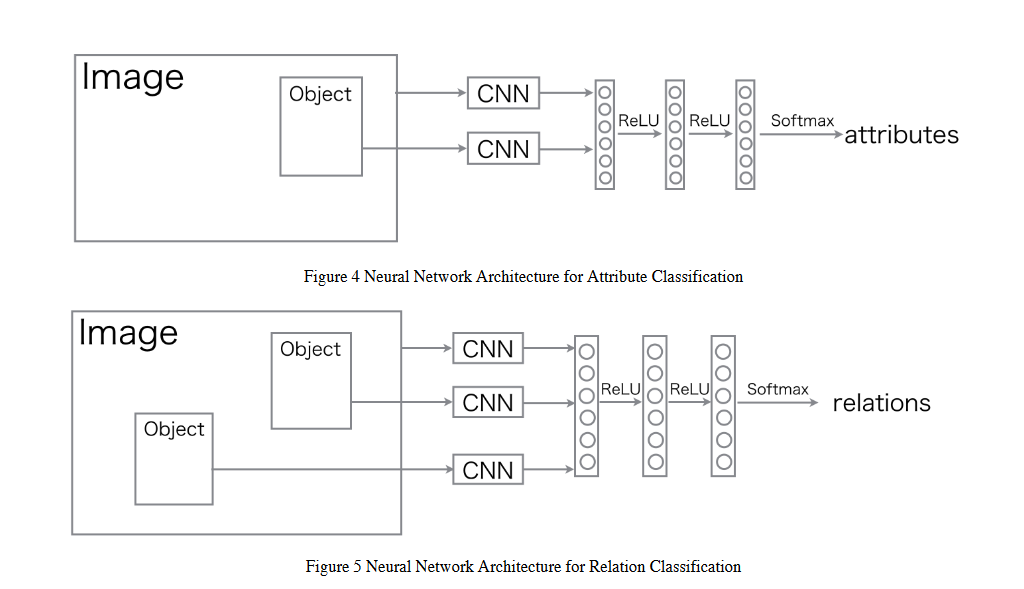 Image
Object
CNN
CNN
ReLU
ReLU
Softmax
attributes
Figure 4 Neural Network Architecture for Attribute Classification
Image
Object
Object
CNN
CNN
CNN
ReLU
ReLU
Softmax
relations
Figure 5 Neural Network Architecture for Relation Classification